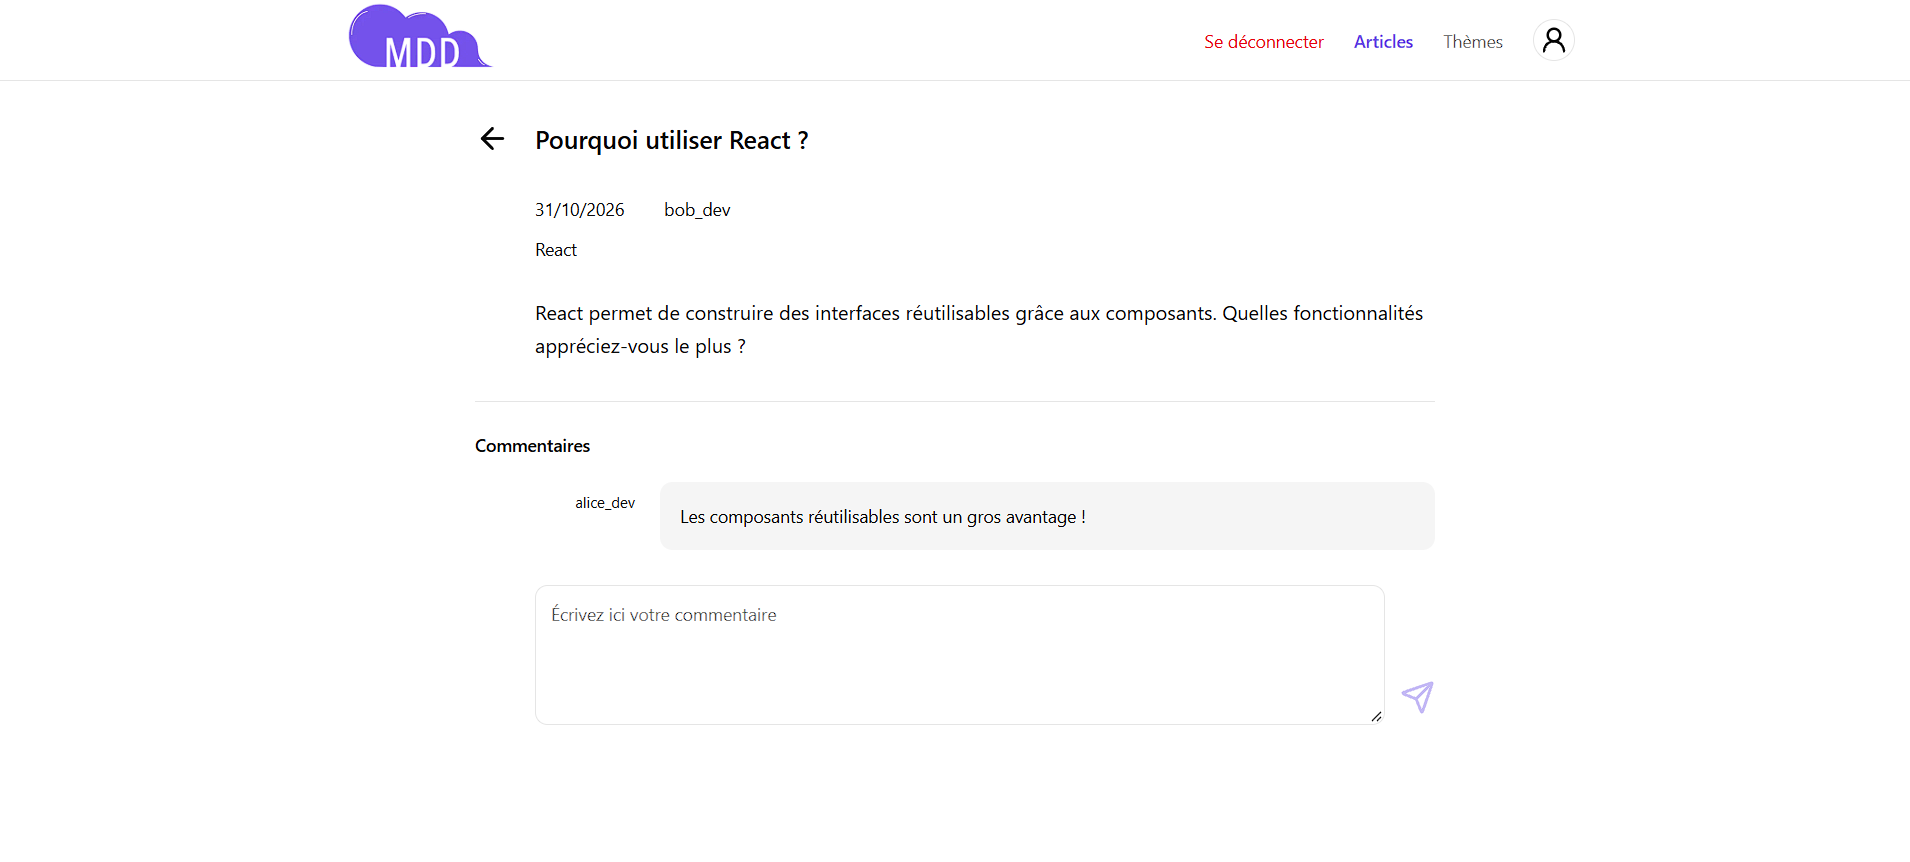 MDD
Se déconnecter Articles Thèmes
Pourquoi utiliser React ?
31/10/2026 bob_dev
React
React permet de construire des interfaces réutilisables grâce aux composants. Quelles fonctionnalités
appréciez-vous le plus ?
Commentaires
alice_dev
Les composants réutilisables sont un gros avantage !
Écrivez ici votre commentaire